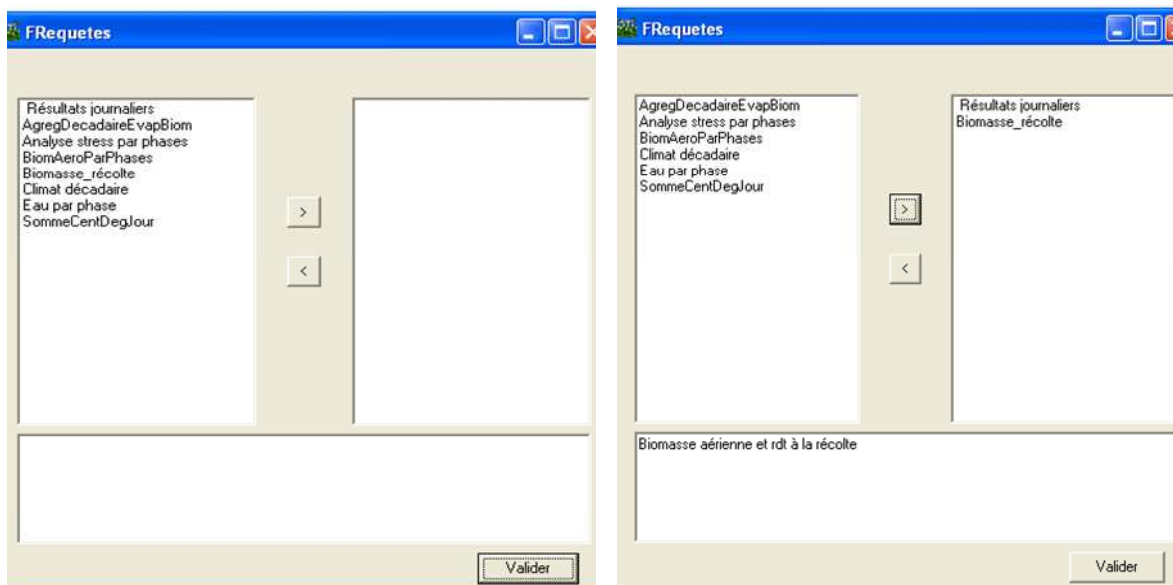 FRequetes
Résultats journaliers
AgregDecadaireEvapBiom
Analyse stress par phases
BiomAeroParPhases
Biomasse_récolte
Climat décadaire
Eau par phase
SommeCentDegJour
>
<
Valider
FRequetes
AgregDecadaireEvapBiom
Analyse stress par phases
BiomAeroParPhases
Climat décadaire
Eau par phase
SommeCentDegJour
>
<
Résultats journaliers
Biomasse_récolte
Biomasse aérienne et rdt à la récolte
Valider